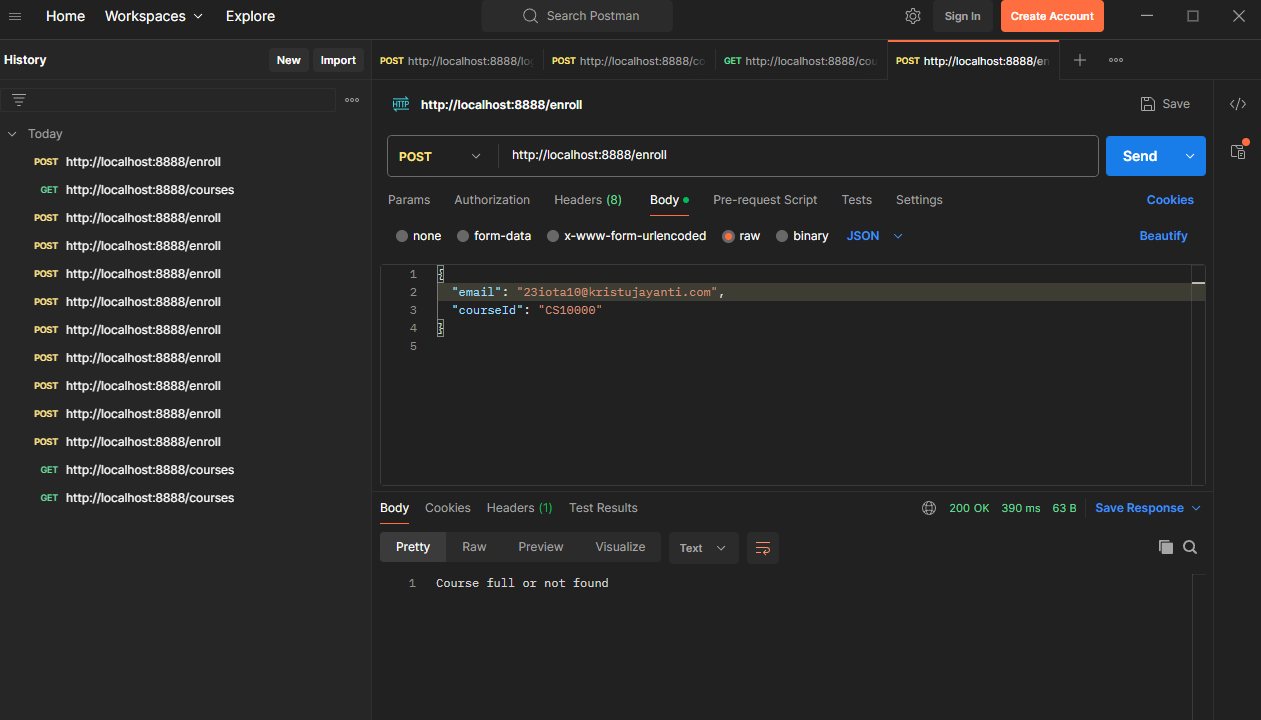 Home Workspaces Explore Search Postman Sign In Create Account
History New Import
POST http://localhost:8888/log POST http://localhost:8888/co GET http://localhost:8888/cou POST http://localhost:8888/en
HTTP http://localhost:8888/enroll Save
Today
POST http://localhost:8888/enroll
GET http://localhost:8888/courses
POST http://localhost:8888/enroll
POST http://localhost:8888/enroll
POST http://localhost:8888/enroll
POST http://localhost:8888/enroll
POST http://localhost:8888/enroll
POST http://localhost:8888/enroll
POST http://localhost:8888/enroll
POST http://localhost:8888/enroll
POST http://localhost:8888/enroll
GET http://localhost:8888/courses
GET http://localhost:8888/courses
POST http://localhost:8888/enroll Send
Params Authorization Headers (8) Body Pre-request Script Tests Settings Cookies
none form-data x-www-form-urlencoded raw binary JSON Beautify
1 {
2 "email": "23iota10@kristujayanti.com",
3 "courseId": "CS10000"
4 }
5
Body Cookies Headers (1) Test Results 200 OK 390 ms 63 B Save Response
Pretty Raw Preview Visualize Text
1 Course full or not found